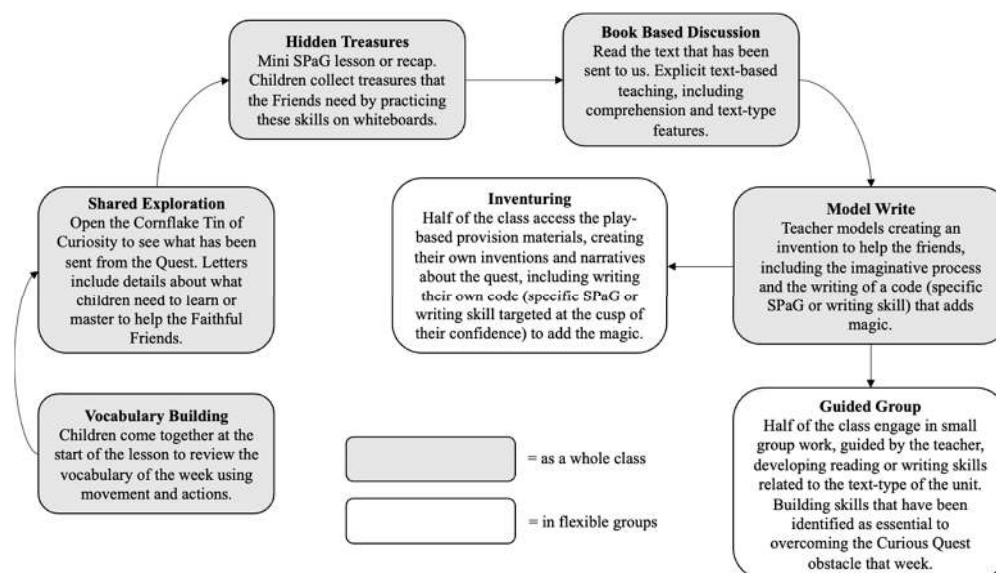 Hidden Treasures
Mini SPaG lesson or recap.
Children collect treasures that
the Friends need by practicing
these skills on whiteboards.
Book Based Discussion
Read the text that has been
sent to us. Explicit text-based
teaching, including
comprehension and text-type
features.
Shared Exploration
Open the Cornflake Tin of
Curiosity to see what has been
sent from the Quest. Letters
include details about what
children need to learn or
master to help the Faithful
Friends.
Inventuring
Half of the class access the play-
based provision materials, creating
their own inventions and narratives
about the quest, including writing
their own code (specific SPaG or
writing skill targeted at the cusp of
their confidence) to add the magic.
Model Write
Teacher models creating an
invention to help the friends,
including the imaginative process
and the writing of a code (specific
SPaG or writing skill) that adds
magic.
Vocabulary Building
Children come together at the
start of the lesson to review the
vocabulary of the week using
movement and actions.
= as a whole class
= in flexible groups
Guided Group
Half of the class engage in small
group work, guided by the teacher,
developing reading or writing skills
related to the text-type of the unit.
Building skills that have been
identified as essential to
overcoming the Curious Quest
obstacle that week.